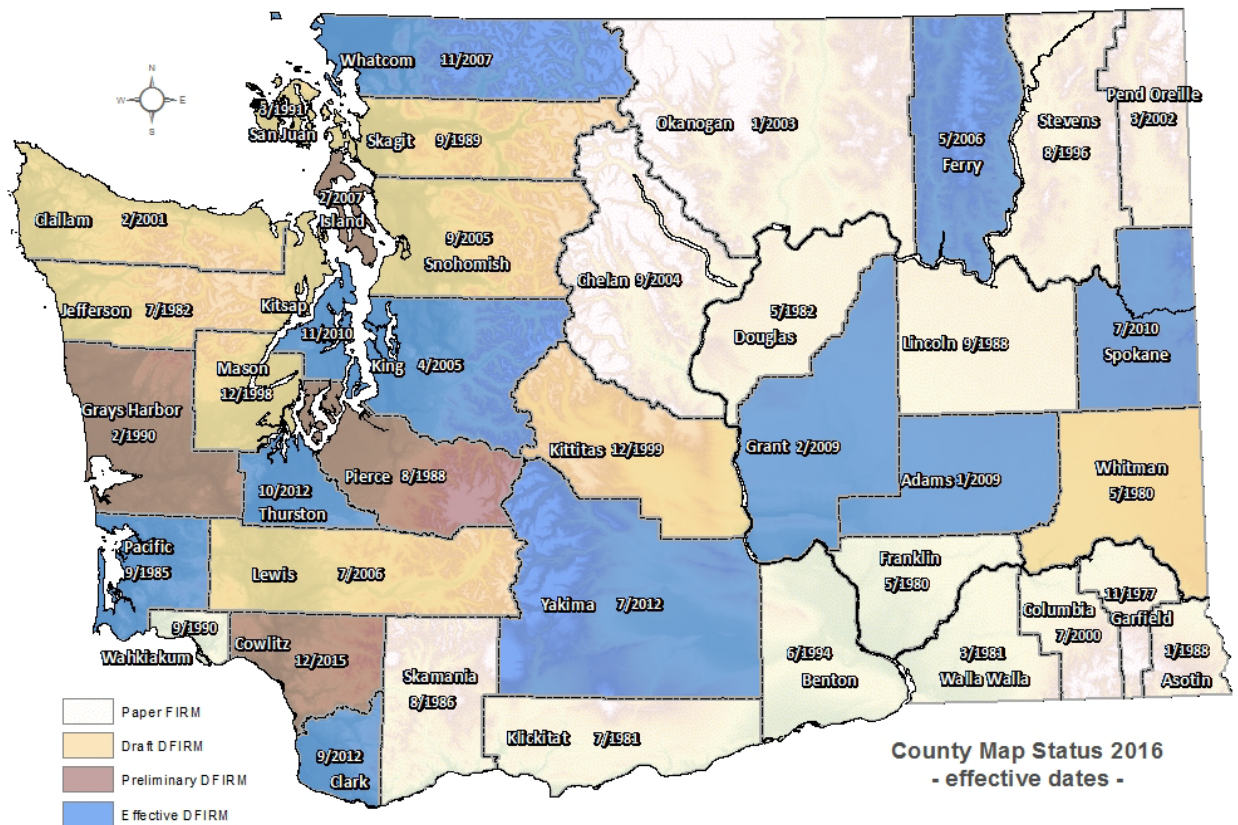 Whatcom 11/2007
N
W E
S
8/1991
San Juan
Skagit 9/1989
Okanogan 1/2003
5/2006
Ferry
Stevens
8/1996
Pend Oreille
3/2002
Clallam 2/2001
2/2007
Island
9/2005
Snohomish
Chelan 9/2004
Jefferson 7/1982
Kitsap
11/2010
King 4/2005
5/1982
Douglas
Lincoln 9/1988
7/2010
Spokane
Mason
12/1998
Grays Harbor
2/1990
Pierce 8/1988
Kittitas 12/1999
Grant 2/2009
Adams 1/2009
Whitman
5/1980
10/2012
Thurston
Pacific
9/1985
Lewis 7/2006
Yakima 7/2012
Franklin
5/1980
11/1977
Garfield
Columbia
7/2000
9/1990
Wahkiakum
Cowlitz
12/2015
Skamania
8/1986
6/1994
Benton
3/1981
Walla Walla
1/1988
Asotin
Klickitat 7/1981
9/2012
Clark
Paper FIRM
Draft DFIRM
Preliminary DFIRM
Effective DFIRM
County Map Status 2016
- effective dates -